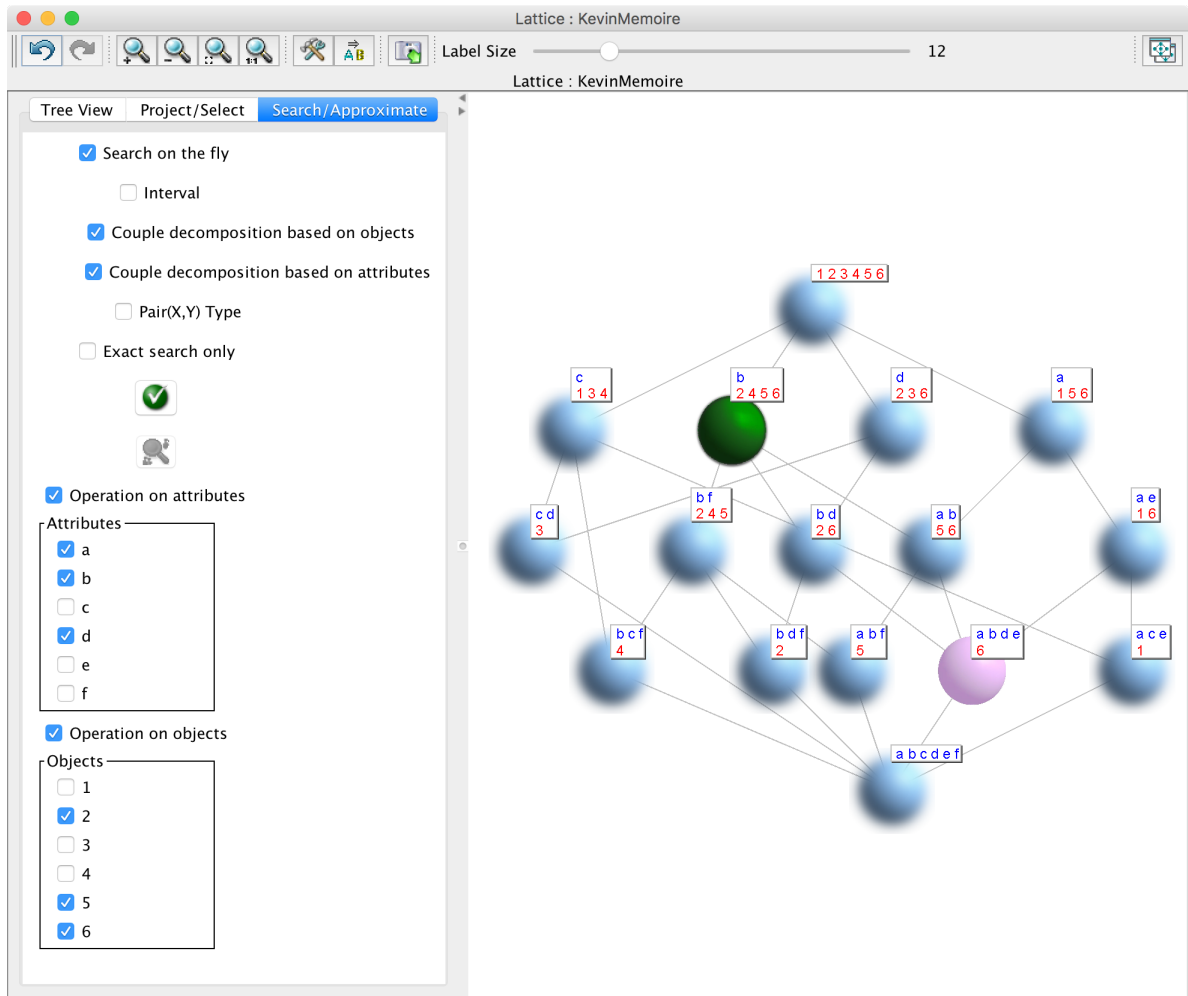 Lattice : KevinMemoire
Label Size 12
Lattice : KevinMemoire
Tree View Project/Select Search/Approximate
Search on the fly
Interval
Couple decomposition based on objects
Couple decomposition based on attributes
Pair(X,Y) Type
Exact search only
Operation on attributes
Attributes
a
b
c
d
e
f
Operation on objects
Objects
1
2
3
4
5
6
1 2 3 4 5 6
c
1 3 4
b
2 4 5 6
d
2 3 6
a
1 5 6
c d
3
b f
2 4 5
b d
2 6
a b
5 6
a e
1 6
b c f
4
b d f
2
a b f
5
a b d e
6
a c e
1
a b c d e f